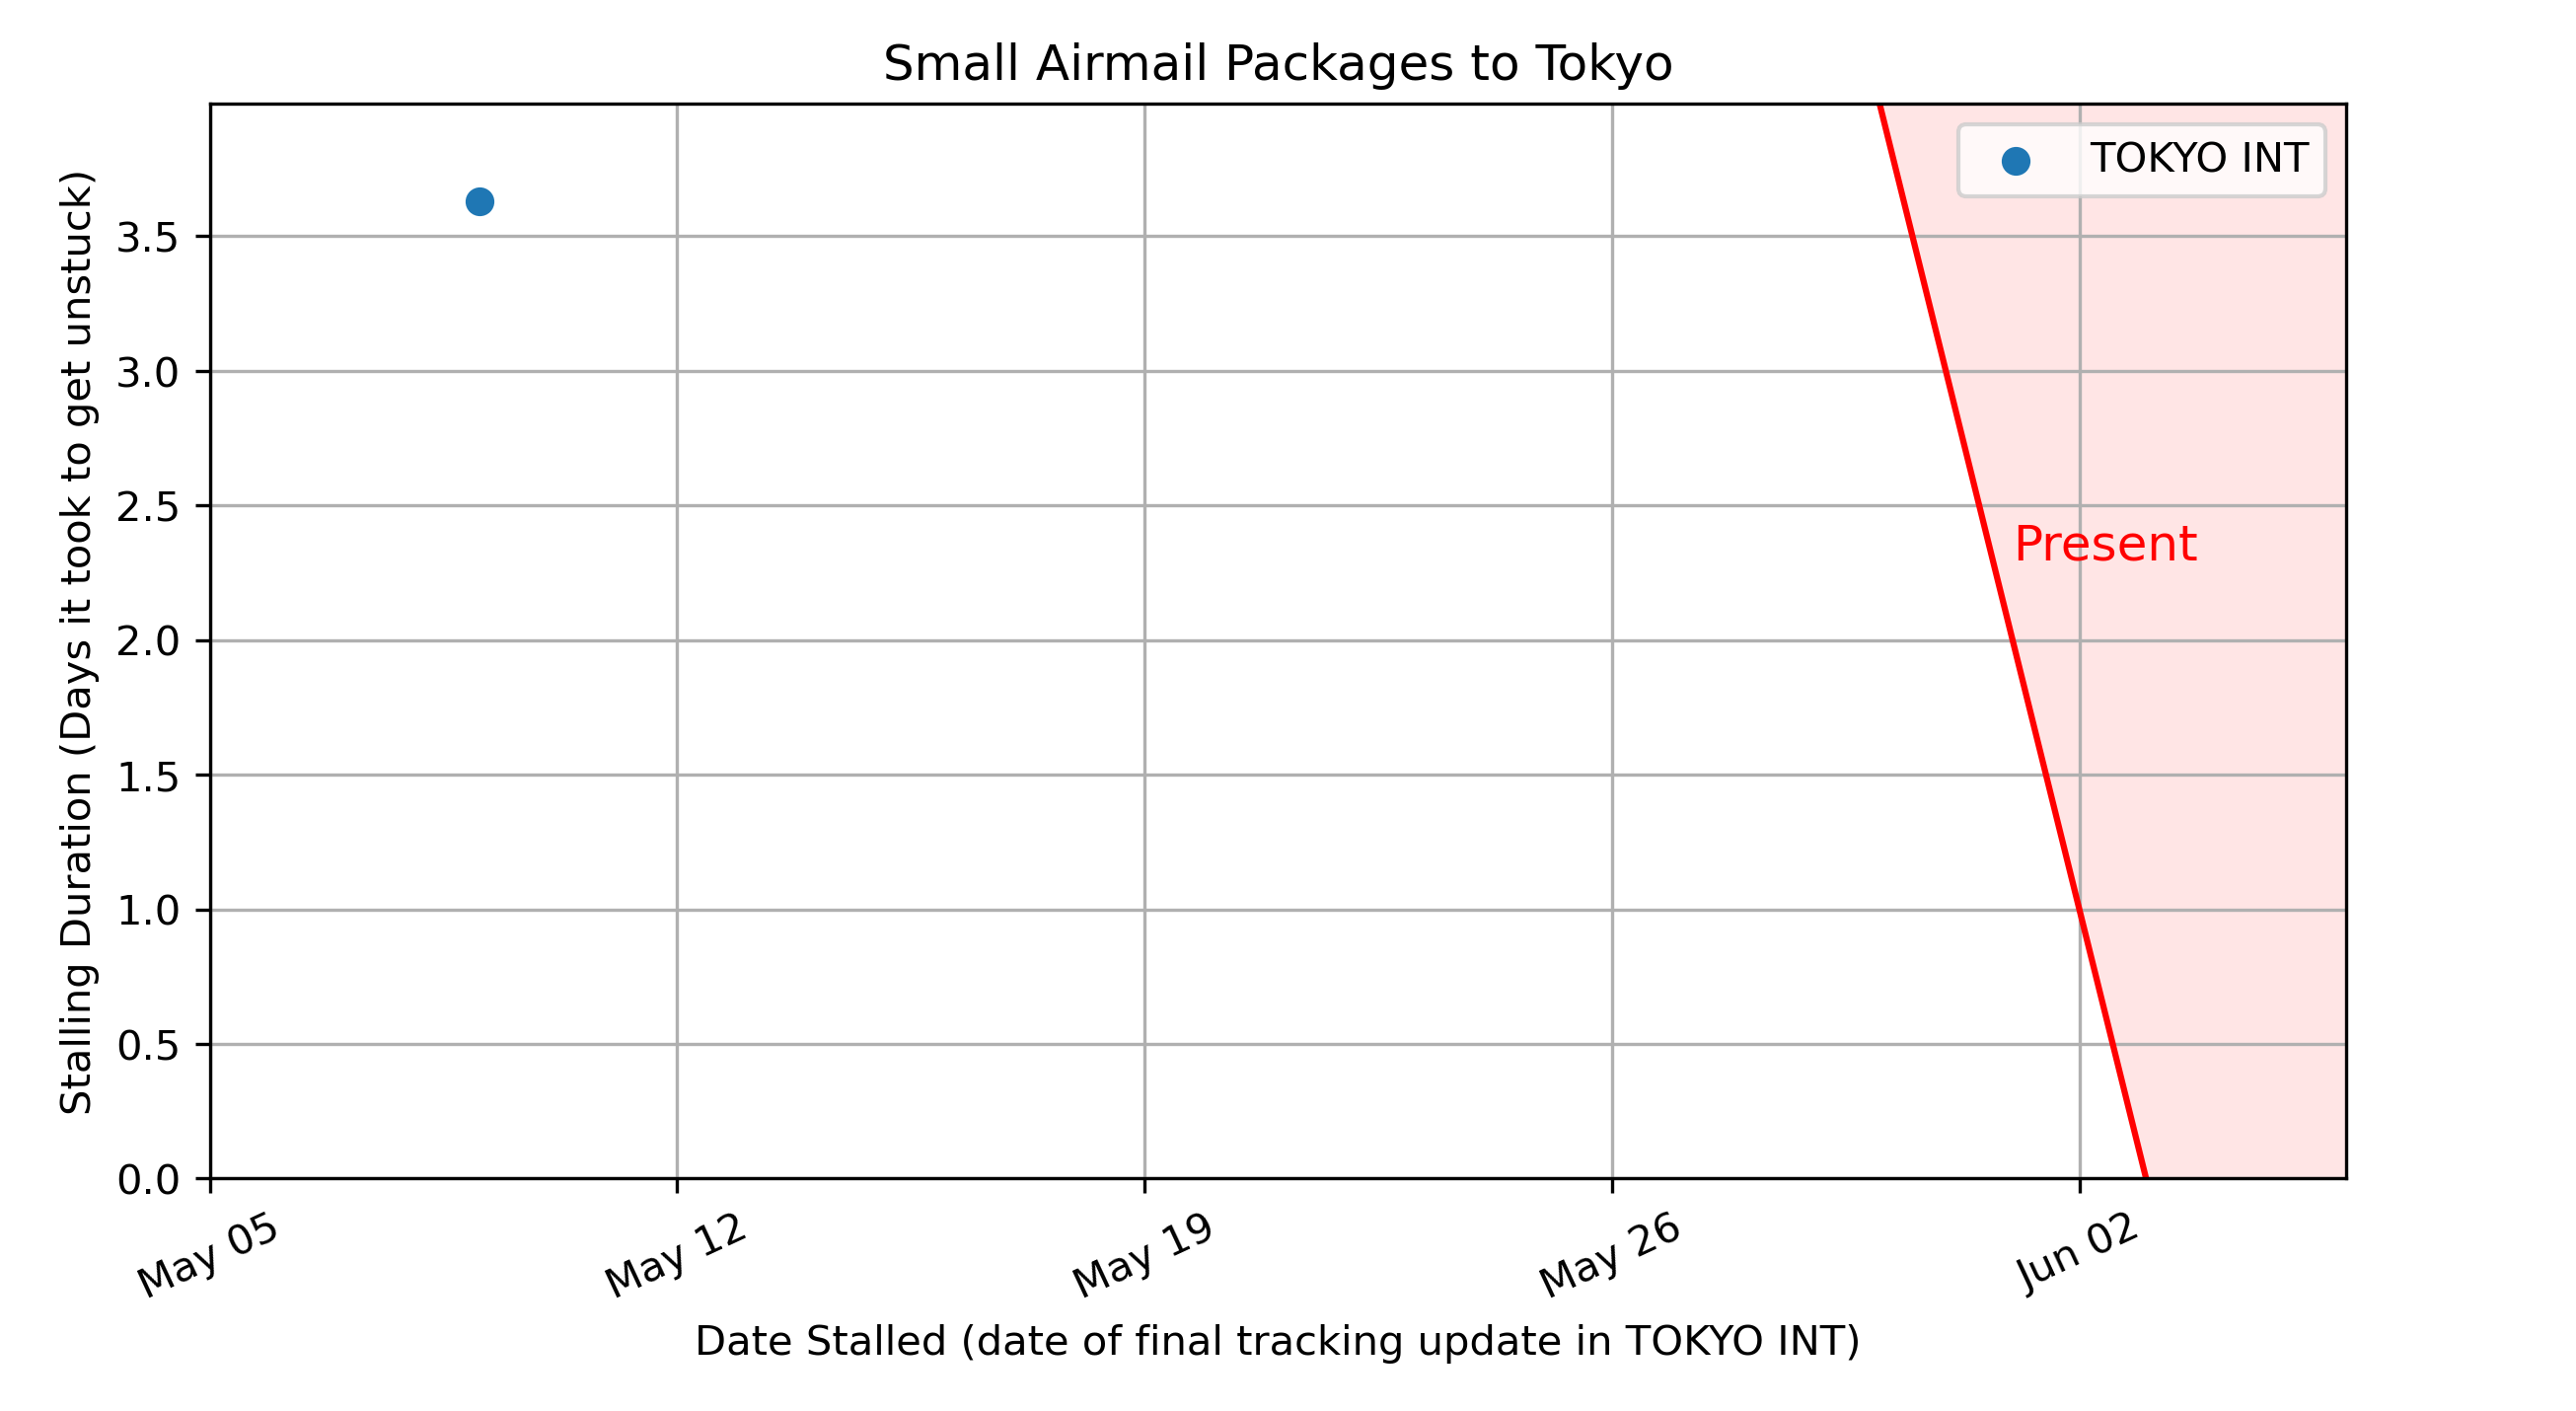 Small Airmail Packages to Tokyo
TOKYO INT
Stalling Duration (Days it took to get unstuck)
3.5
3.0
2.5
2.0
1.5
1.0
0.5
0.0
Present
May 05
May 12
May 19
May 26
Jun 02
Date Stalled (date of final tracking update in TOKYO INT)